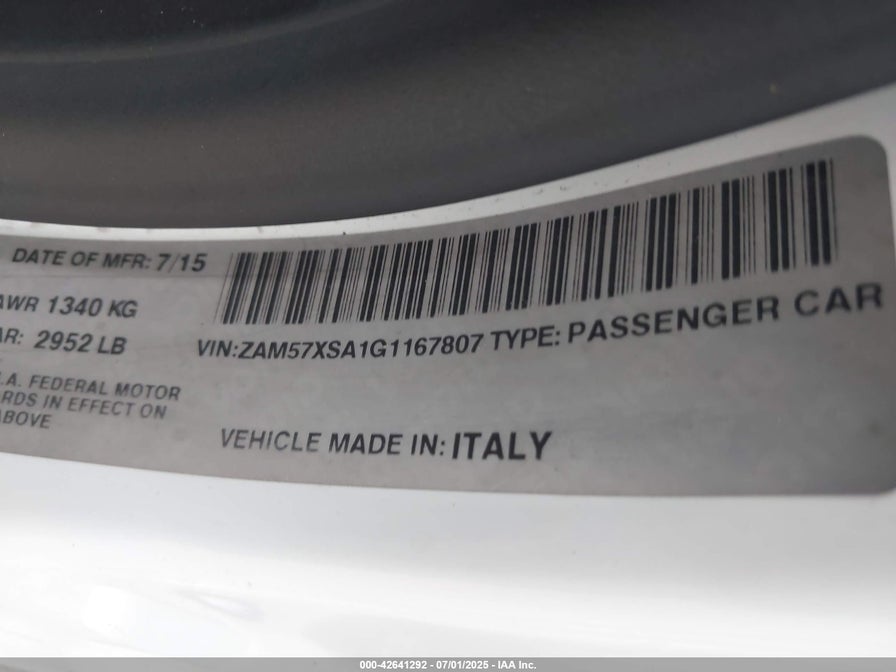 DATE OF MFR: 7/15
AWR 1340 KG
AR: 2952 LB
VIN:ZAM57XSA1G1167807 TYPE: PASSENGER CAR
.A. FEDERAL MOTOR
RDS IN EFFECT ON
ABOVE
VEHICLE MADE IN: ITALY
000-42641292 - 07/01/2025 - IAA Inc.